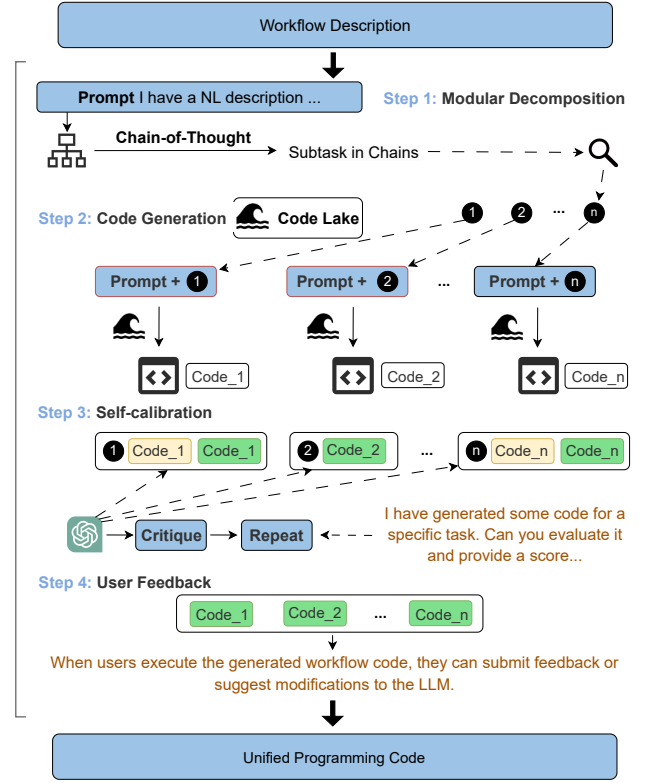 Workflow Description
Prompt I have a NL description ...
Step 1: Modular Decomposition
Chain-of-Thought
Subtask in Chains
Step 2: Code Generation
Code Lake
1 2 ... n
Prompt + 1
Prompt + 2
...
Prompt + n
Code_1
Code_2
Code_n
Step 3: Self-calibration
1 Code_1 Code_1
2 Code_2
...
n Code_n Code_n
Critique
Repeat
I have generated some code for a
specific task. Can you evaluate it
and provide a score...
Step 4: User Feedback
Code_1 Code_2 ... Code_n
When users execute the generated workflow code, they can submit feedback or
suggest modifications to the LLM.
Unified Programming Code